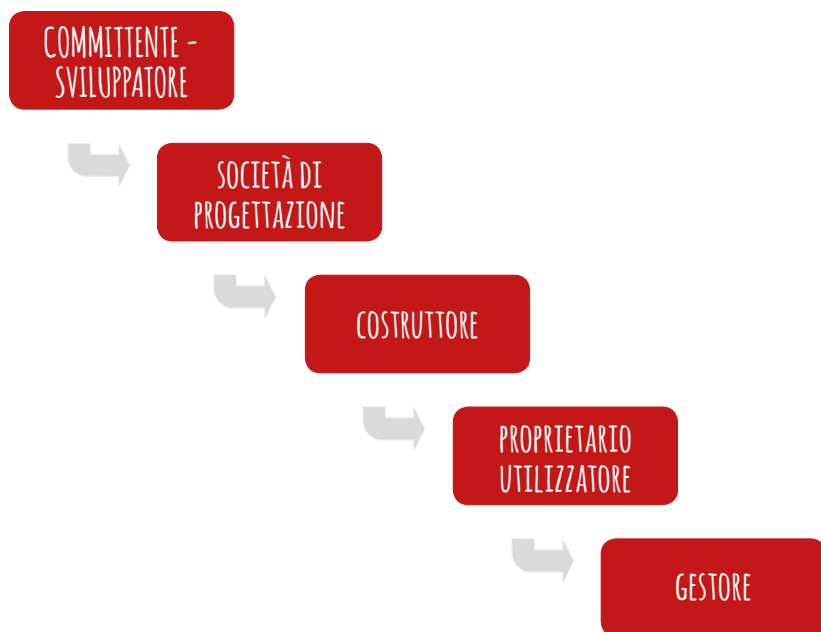 COMMITTENTE -
SVILUPPATORE
SOCIETÀ DI
PROGETTAZIONE
COSTRUTTORE
PROPRIETARIO
UTILIZZATORE
GESTORE